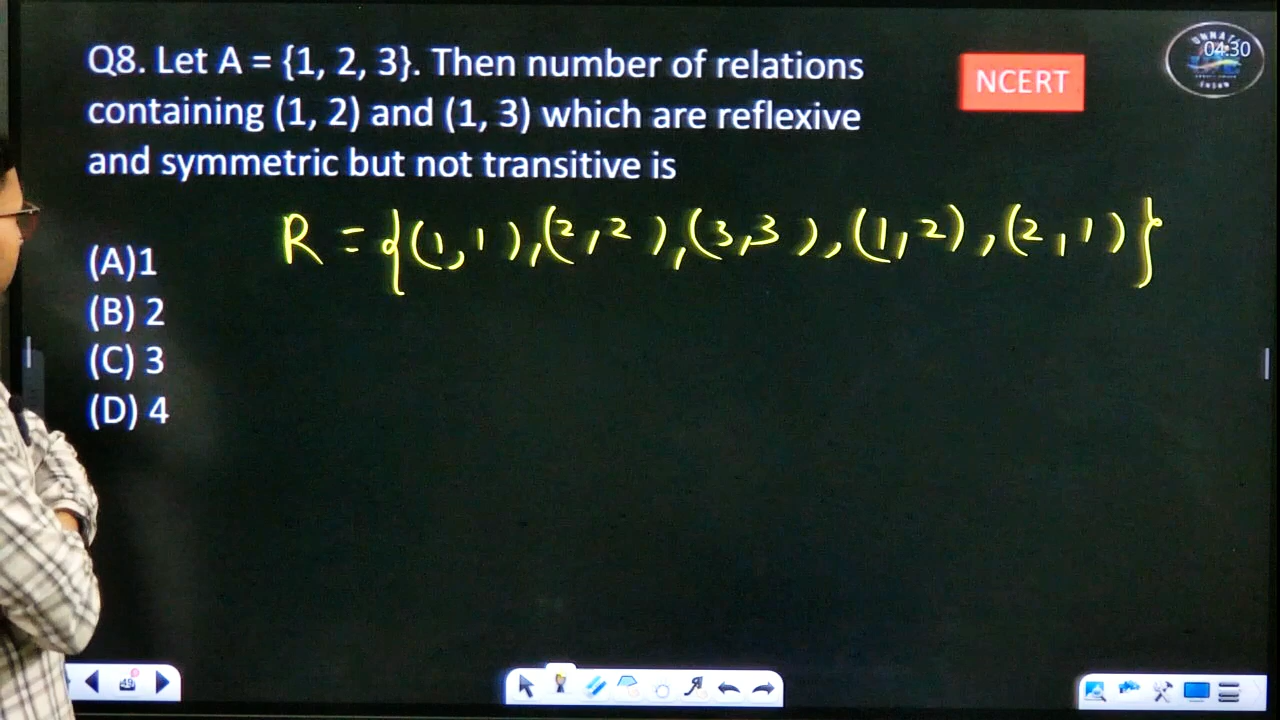 Q8. Let A = {1, 2, 3}. Then number of relations
containing (1, 2) and (1, 3) which are reflexive
and symmetric but not transitive is
NCERT
04:30
R = {(1,1),(2,2),(3,3),(1,2),(2,1)}
(A)1
(B) 2
(C) 3
(D) 4
49